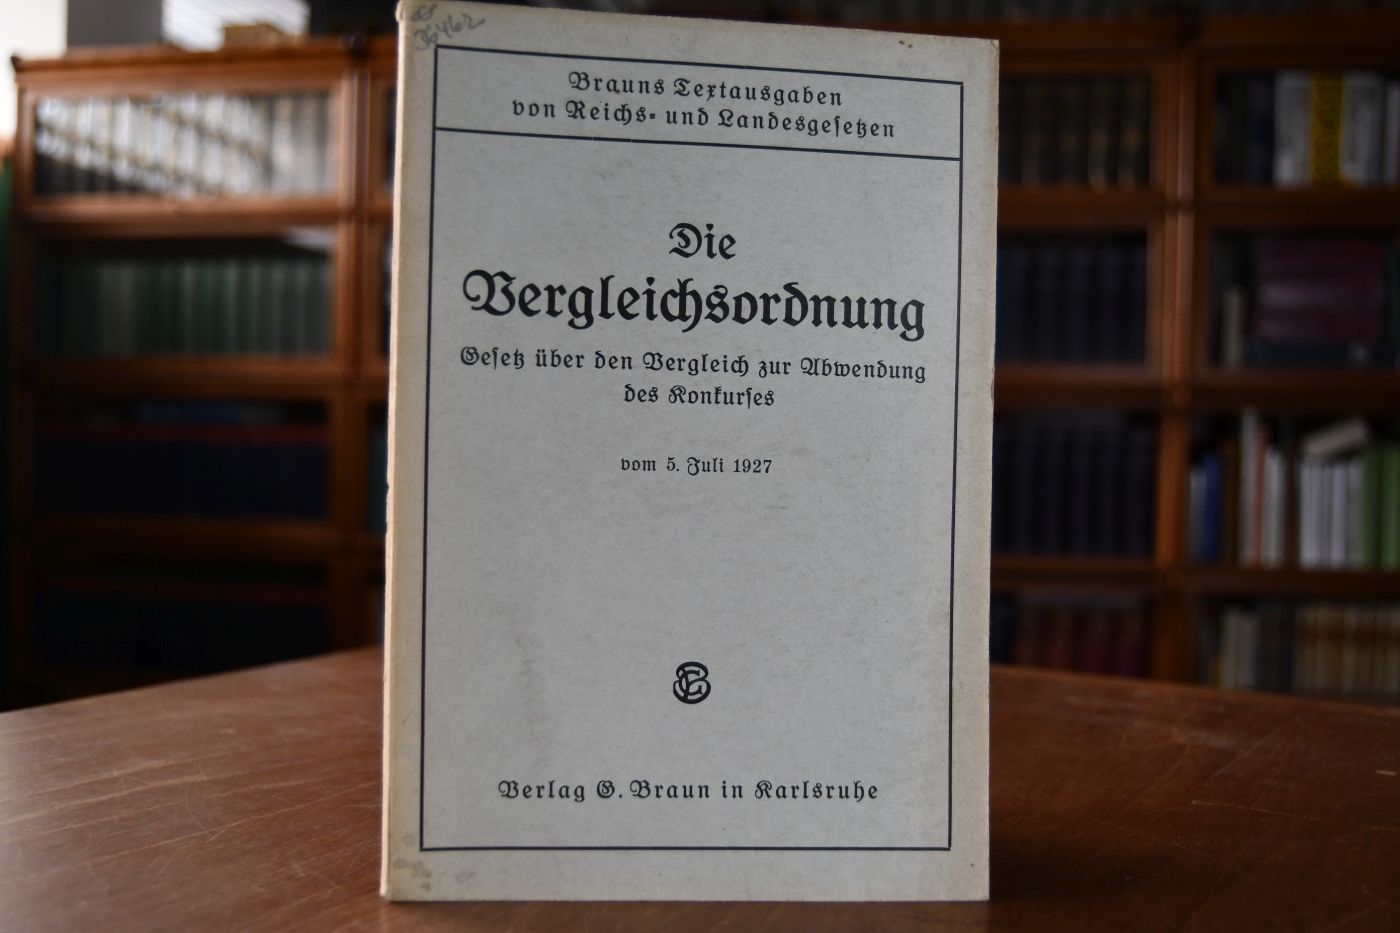 36462
Brauns Textausgaben
von Reichs- und Landesgesetzen
Die
Vergleichsordnung
Gesetz über den Vergleich zur Abwendung
des Konkurses
vom 5. Juli 1927
Verlag G. Braun in Karlsruhe